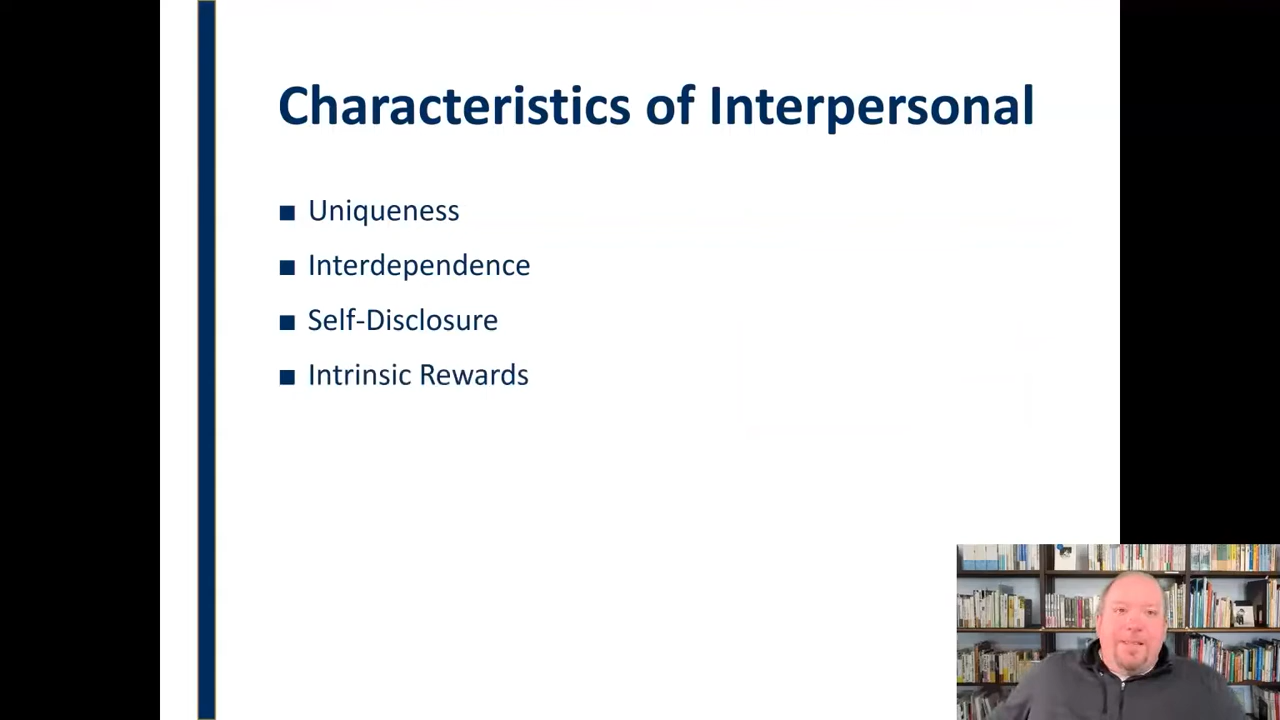 Characteristics of Interpersonal
■ Uniqueness
■ Interdependence
■ Self-Disclosure
■ Intrinsic Rewards